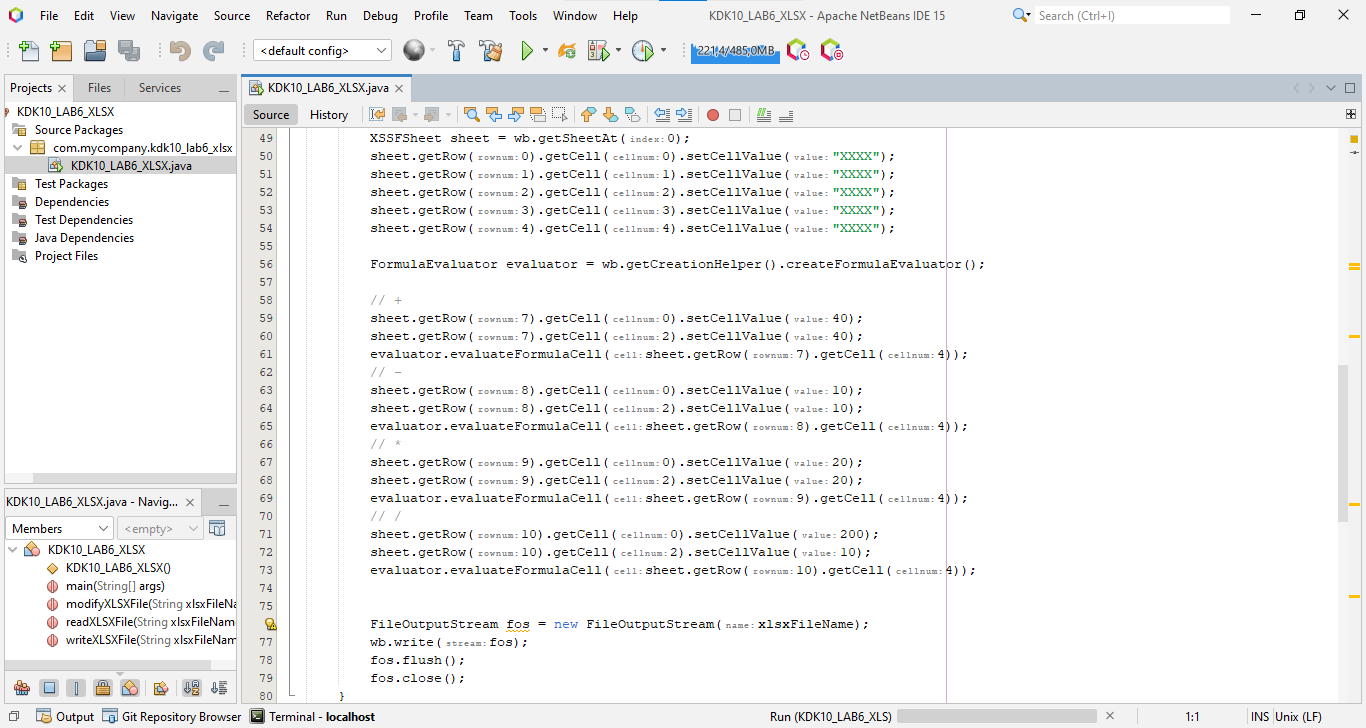 File Edit View Navigate Source Refactor Run Debug Profile Team Tools Window Help KDK10_LAB6_XLSX - Apache NetBeans IDE 15 Search (Ctrl+I)
<default config> 221,4/485,0MB
Projects Files Services KDK10_LAB6_XLSX.java
Source History
KDK10_LAB6_XLSX
Source Packages
com.mycompany.kdk10_lab6_xlsx
KDK10_LAB6_XLSX.java
Test Packages
Dependencies
Test Dependencies
Java Dependencies
Project Files
KDK10_LAB6_XLSX.java - Navig...
Members <empty>
KDK10_LAB6_XLSX
KDK10_LAB6_XLSX()
main(String[] args)
modifyXLSXFile(String xlsxFileNa
readXLSXFile(String xlsxFileNam
writeXLSXFile(String xlsxFileNam
49 XSSFSheet sheet = wb.getSheetAt(index:0);
50 sheet.getRow(rownum:0).getCell(cellnum:0).setCellValue(value:"XXXX");
51 sheet.getRow(rownum:1).getCell(cellnum:1).setCellValue(value:"XXXX");
52 sheet.getRow(rownum:2).getCell(cellnum:2).setCellValue(value:"XXXX");
53 sheet.getRow(rownum:3).getCell(cellnum:3).setCellValue(value:"XXXX");
54 sheet.getRow(rownum:4).getCell(cellnum:4).setCellValue(value:"XXXX");
55
56 FormulaEvaluator evaluator = wb.getCreationHelper().createFormulaEvaluator();
57
58 // +
59 sheet.getRow(rownum:7).getCell(cellnum:0).setCellValue(value:40);
60 sheet.getRow(rownum:7).getCell(cellnum:2).setCellValue(value:40);
61 evaluator.evaluateFormulaCell(cell:sheet.getRow(rownum:7).getCell(cellnum:4));
62 // -
63 sheet.getRow(rownum:8).getCell(cellnum:0).setCellValue(value:10);
64 sheet.getRow(rownum:8).getCell(cellnum:2).setCellValue(value:10);
65 evaluator.evaluateFormulaCell(cell:sheet.getRow(rownum:8).getCell(cellnum:4));
66 // *
67 sheet.getRow(rownum:9).getCell(cellnum:0).setCellValue(value:20);
68 sheet.getRow(rownum:9).getCell(cellnum:2).setCellValue(value:20);
69 evaluator.evaluateFormulaCell(cell:sheet.getRow(rownum:9).getCell(cellnum:4));
70 // /
71 sheet.getRow(rownum:10).getCell(cellnum:0).setCellValue(value:200);
72 sheet.getRow(rownum:10).getCell(cellnum:2).setCellValue(value:10);
73 evaluator.evaluateFormulaCell(cell:sheet.getRow(rownum:10).getCell(cellnum:4));
74
75
FileOutputStream fos = new FileOutputStream(name:xlsxFileName);
77 wb.write(stream:fos);
78 fos.flush();
79 fos.close();
80 }
Output Git Repository Browser Terminal - localhost Run (KDK10_LAB6_XLS) 1:1 INS Unix (LF)